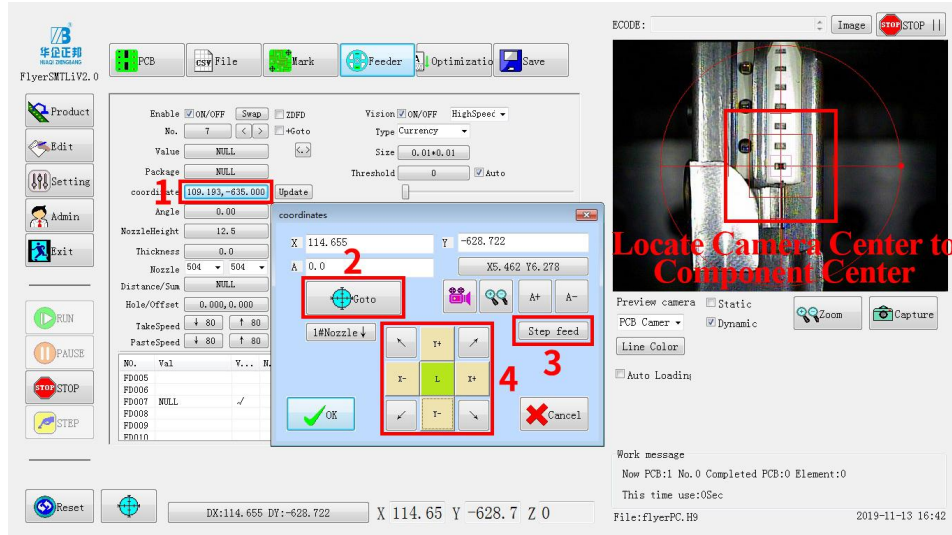 华企正邦
HUAQI ZHENGBANG
FlyerSMTLiV2.0
PCB
CSV File
Mark
Feeder
Optimizatio
Save
ECODE:
Image
STOP STOP ||
Product
Edit
Setting
Admin
Exit
RUN
PAUSE
STOP STOP
STEP
Reset
Enable ON/OFF Swap ZDFD Vision ON/OFF HighSpeec
No. 7 < > +Goto Type Currency
Value NULL <.> Size 0.01*0.01
Package NULL Threshold 0 Auto
coordinate 109.193,-635.000 Update
1
Angle 0.00
NozzleHeight 12.5
Thickness 0.0
Nozzle 504 504
Distance/Sum NULL
Hole/Offset 0.000,0.000
TakeSpeed 80 80
PasteSpeed 80 80
NO. Val V... N.
FD005
FD006
FD007 NULL
FD008
FD009
FD010
coordinates
X 114.655 Y -628.722
A 0.0 X5.462 Y6.278
2
Goto A+ A-
1#Nozzle↓ Step feed
3
Y+
X- L X+
4
Y-
OK
Cancel
Locate Camera Center to
Component Center
Preview camera Static
PCB Camer Dynamic
Zoom
Capture
Line Color
Auto Loading
Work message
Now PCB:1 No.0 Completed PCB:0 Element:0
This time use:0Sec
DX:114.655 DY:-628.722
X 114.65 Y -628.7 Z 0
File:flyerPC.H9 2019-11-13 16:42